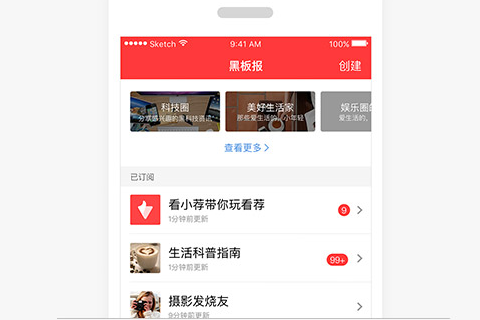 Sketch 9:41 AM 100%
黑板报 创建
科技圈 美好生活家 娱乐圈
分享感兴趣的黑科技资讯 那些爱生活的，小年轻 爱生活的，
查看更多 >
已订阅
看小荐带你玩看荐 9
1分钟前更新
生活科普指南 99+
1分钟前更新
摄影发烧友
9分钟前更新